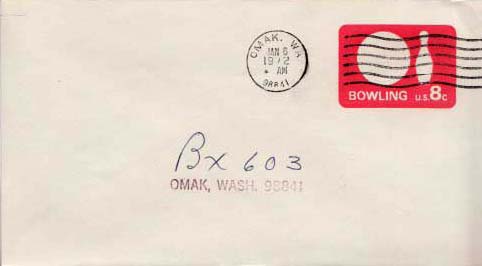 OMAK, WA
JAN 6
1972
AM
98841
BOWLING U.S. 8c
Bx 603
OMAK, WASH. 98841